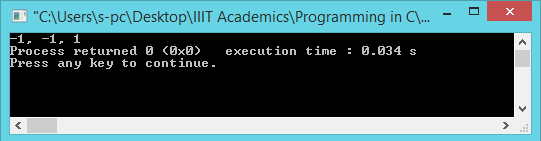 "C:\Users\s-pc\Desktop\IIIT Academics\Programming in C\...
-1, -1, 1
Process returned 0 (0x0)   execution time : 0.034 s
Press any key to continue.